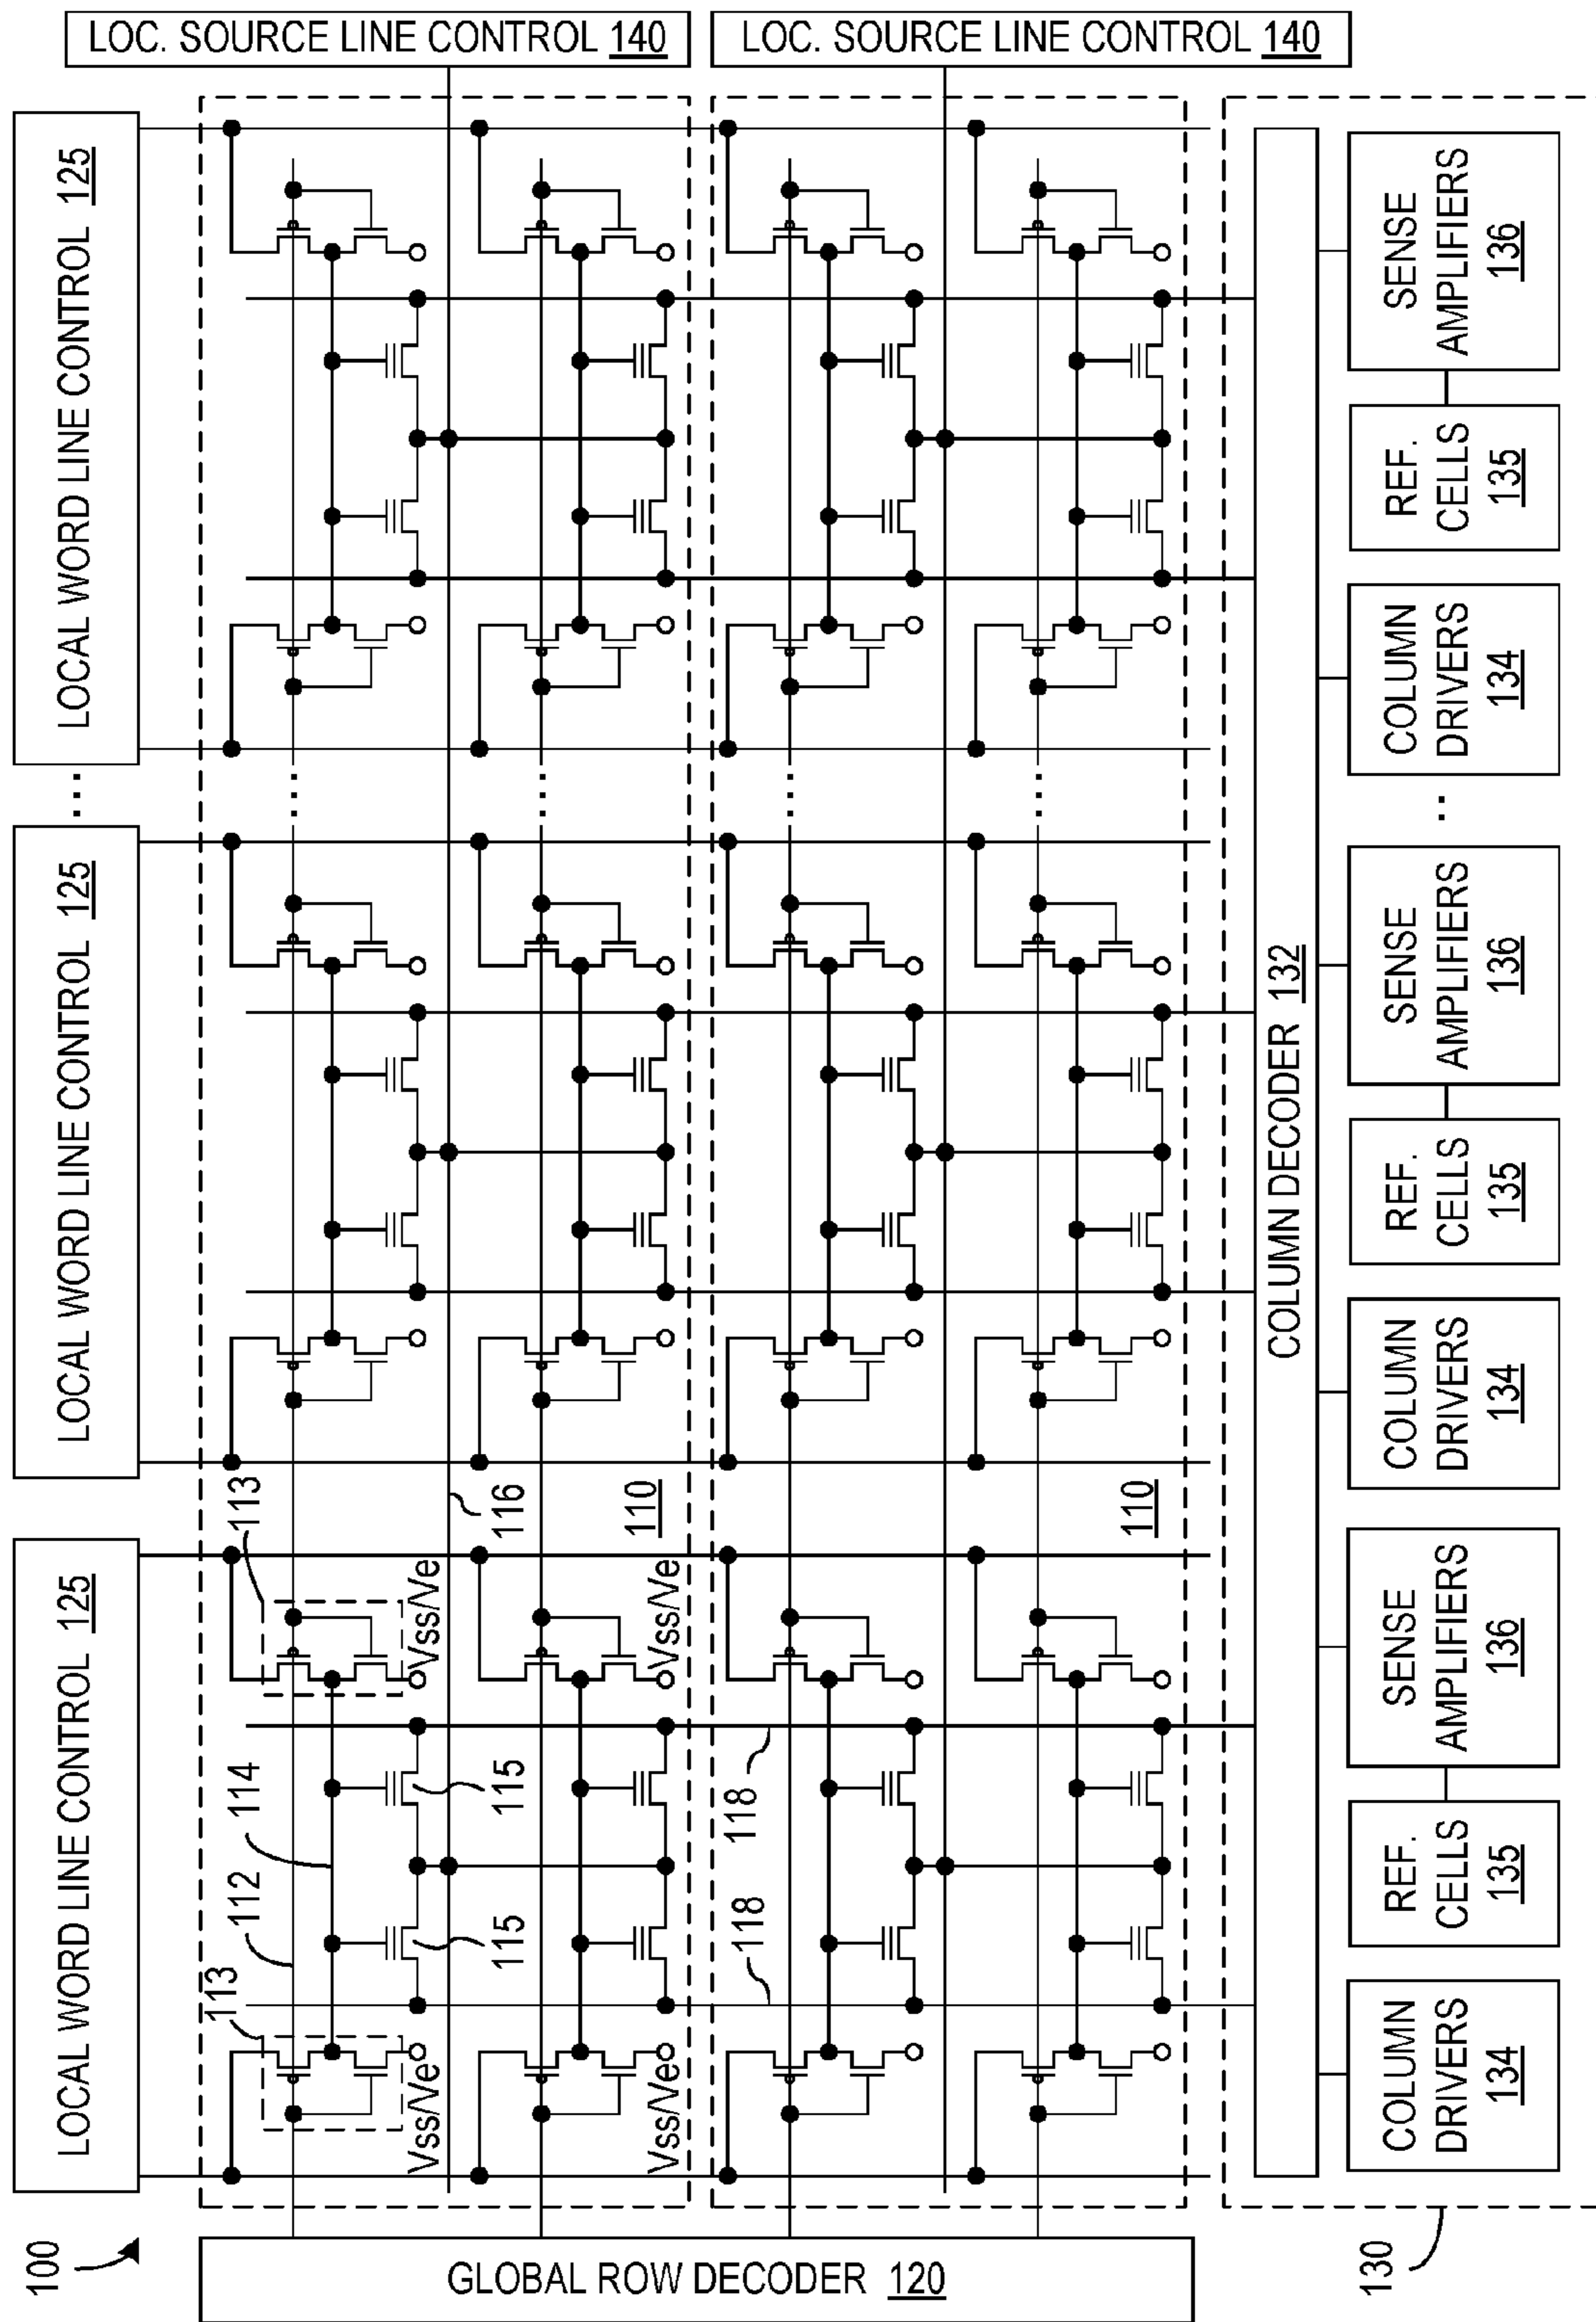 100
LOCAL WORD LINE CONTROL 125
LOCAL WORD LINE CONTROL 125
...
LOCAL WORD LINE CONTROL 125
LOC. SOURCE LINE CONTROL 140
LOC. SOURCE LINE CONTROL 140
GLOBAL ROW DECODER 120
113
112
114
113
115
115
116
Vss/Ve
Vss/Ve
Vss/Ve
Vss/Ve
110
118
118
110
...
...
...
...
COLUMN DECODER 132
130
COLUMN
DRIVERS
134
REF.
CELLS
135
SENSE
AMPLIFIERS
136
COLUMN
DRIVERS
134
REF.
CELLS
135
SENSE
AMPLIFIERS
136
..
COLUMN
DRIVERS
134
REF.
CELLS
135
SENSE
AMPLIFIERS
136